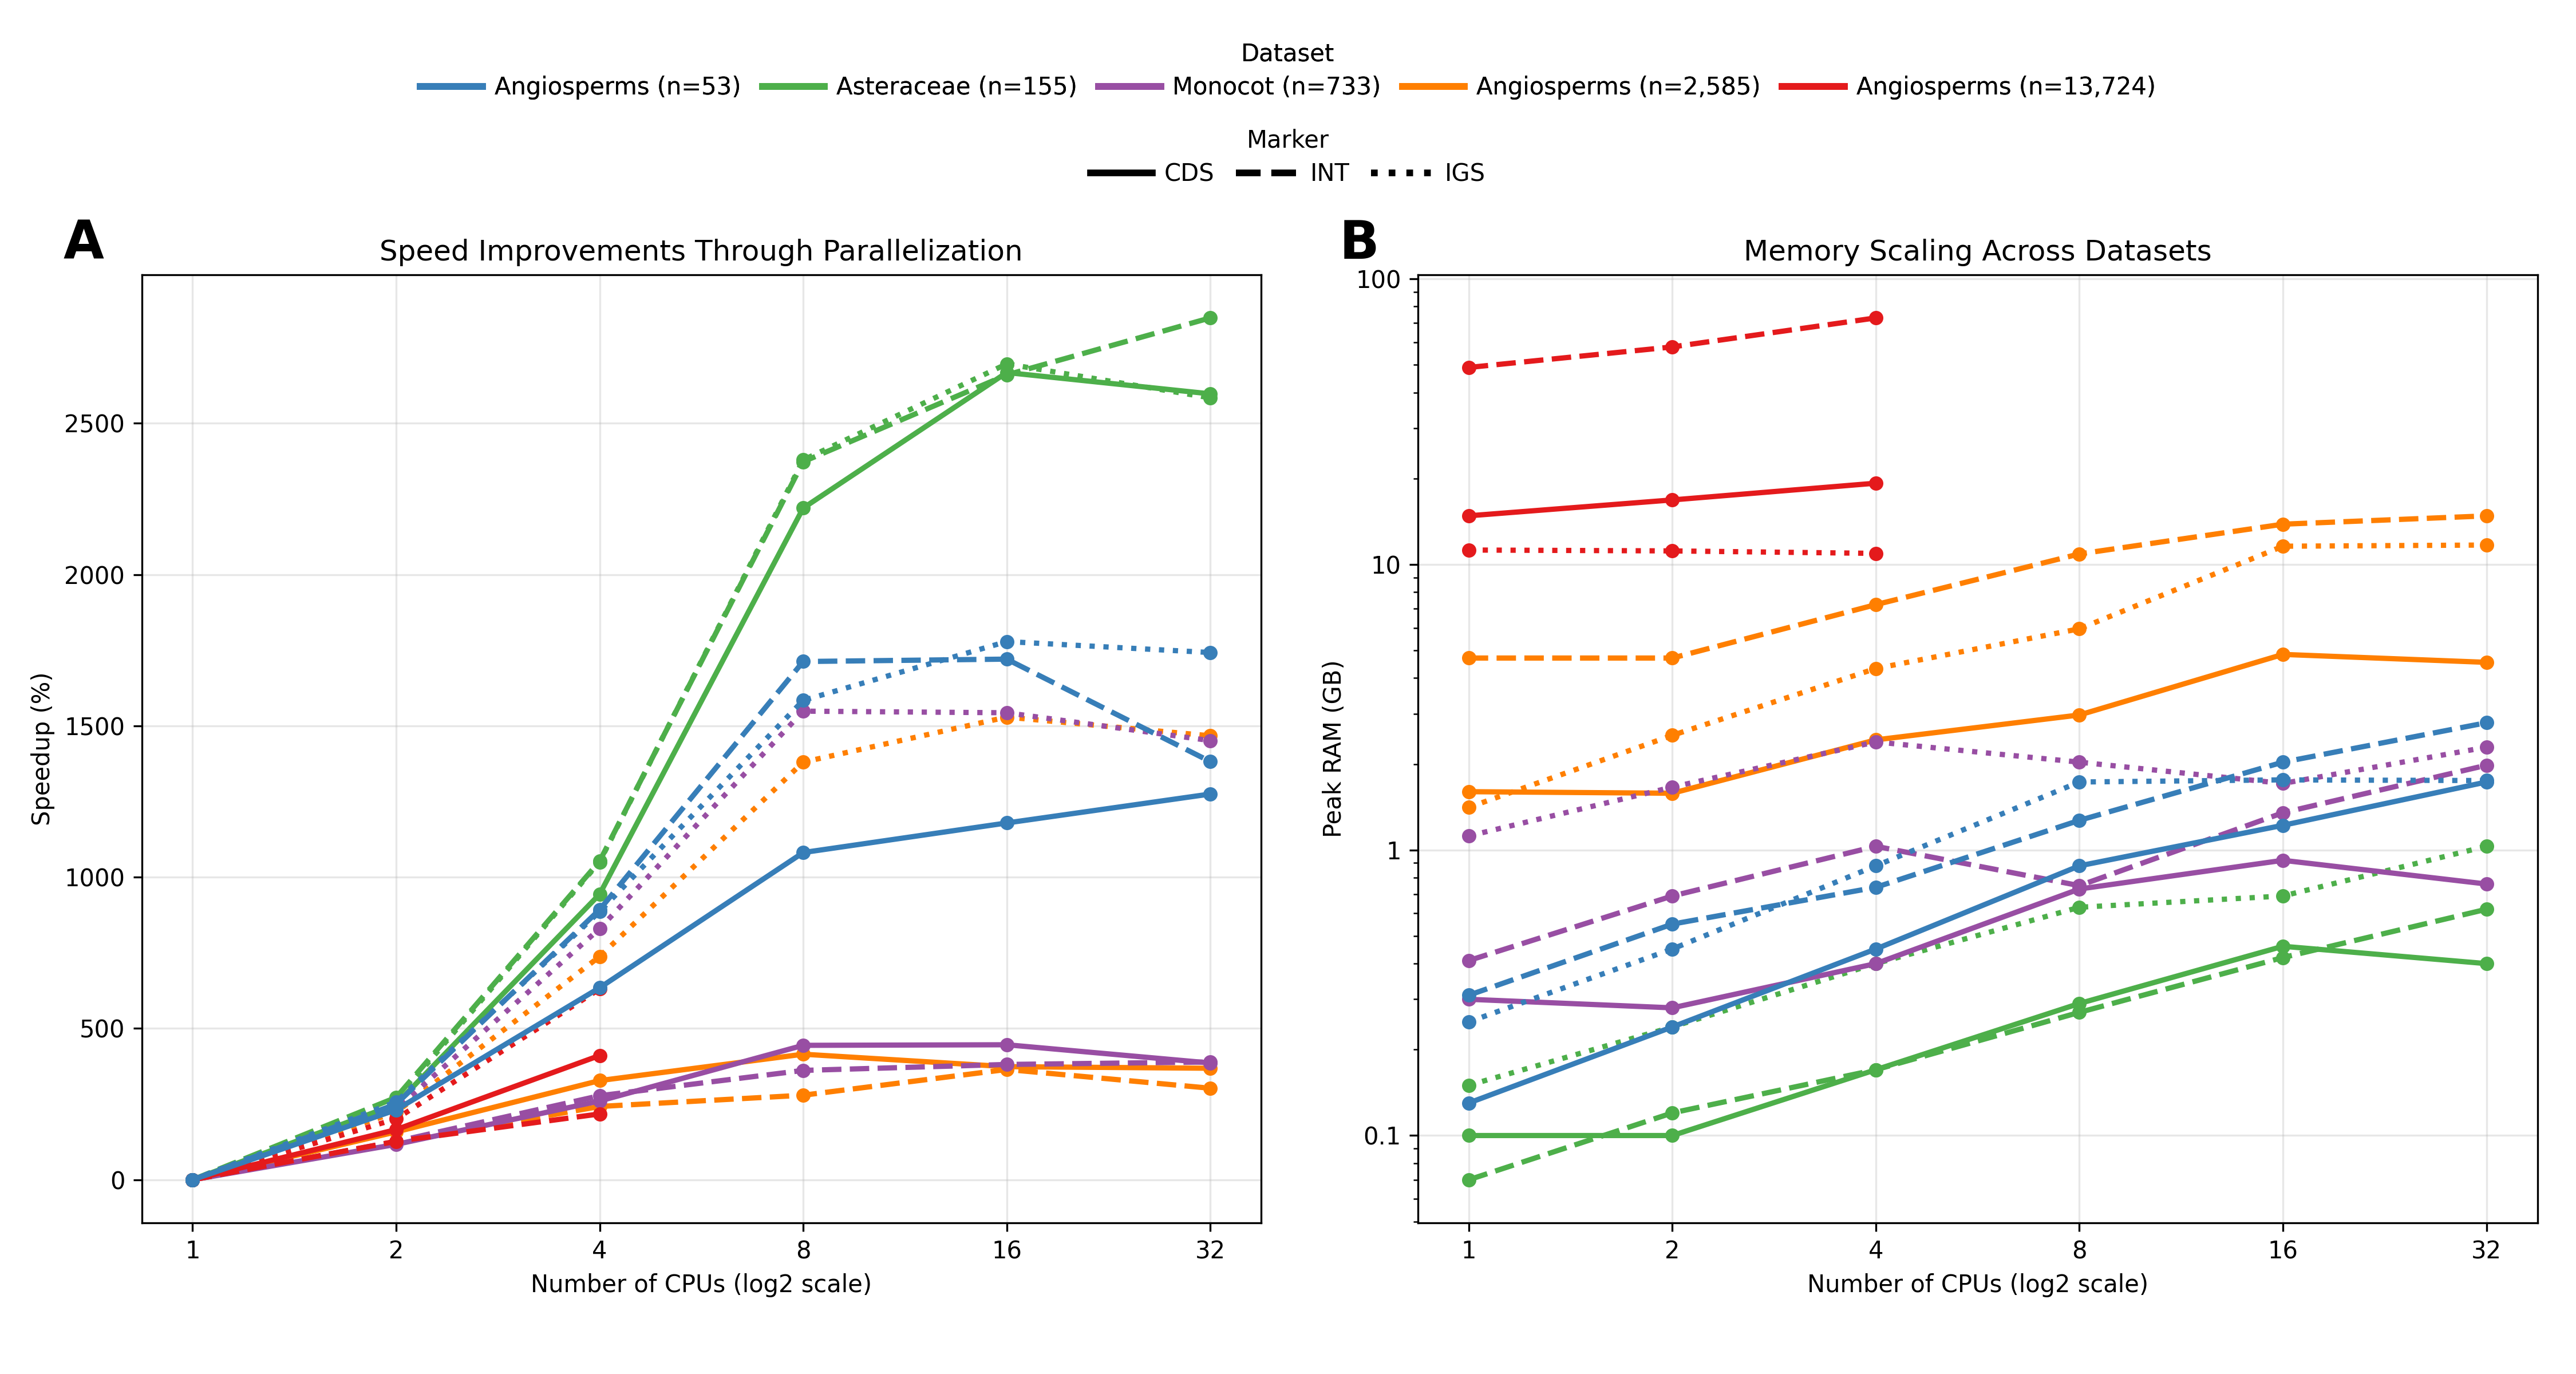 Dataset
Angiosperms (n=53) Asteraceae (n=155) Monocot (n=733) Angiosperms (n=2,585) Angiosperms (n=13,724)
Marker
CDS INT IGS
A
Speed Improvements Through Parallelization
Speedup (%)
2500
2000
1500
1000
500
0
1 2 4 8 16 32
Number of CPUs (log2 scale)
B
Memory Scaling Across Datasets
Peak RAM (GB)
100
10
1
0.1
1 2 4 8 16 32
Number of CPUs (log2 scale)